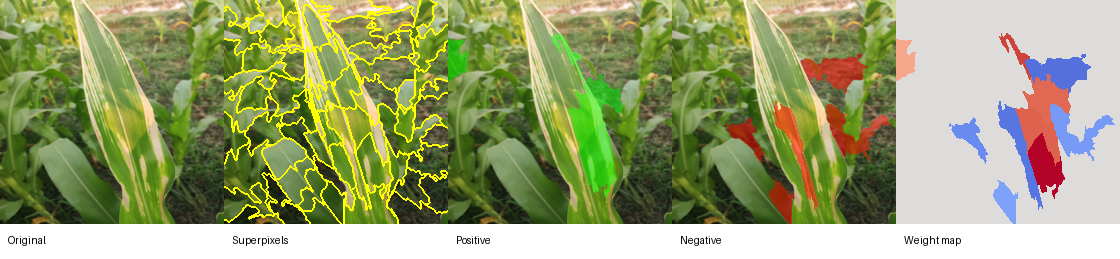 Original
Superpixels
Positive
Negative
Weight map